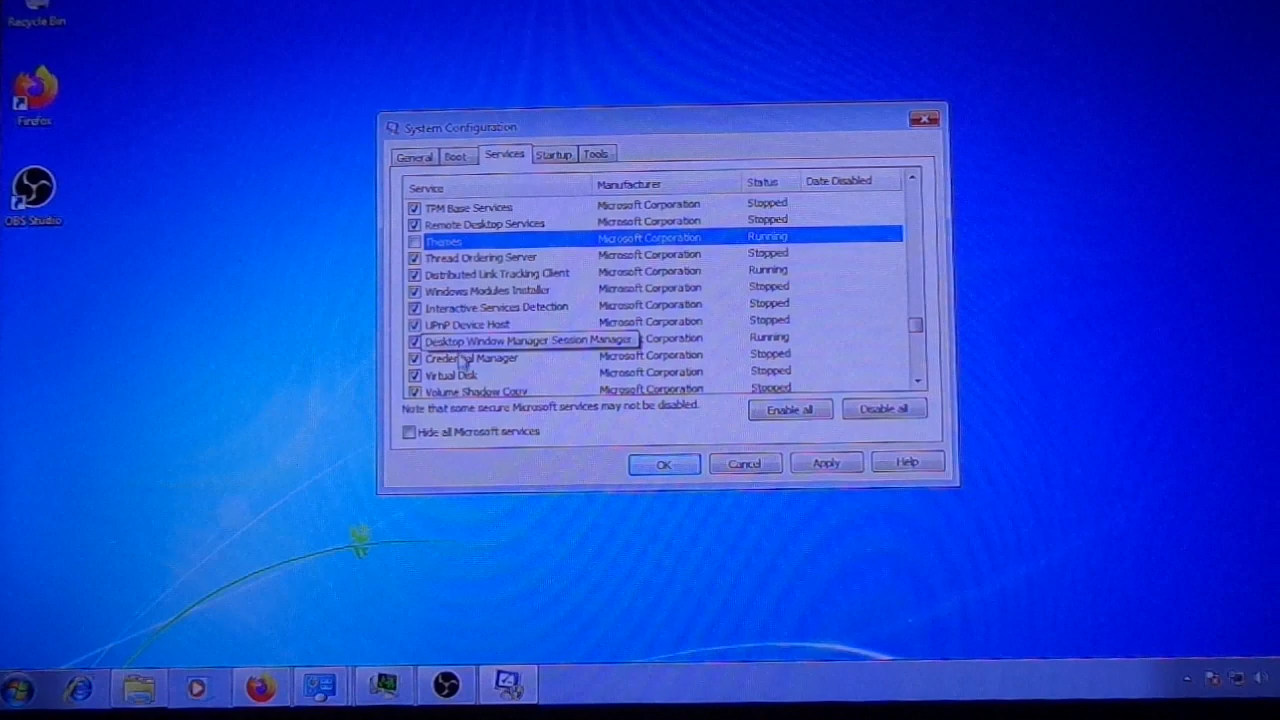 Recycle Bin
Firefox
OBS Studio
System Configuration
General Boot Services Startup Tools
Service Manufacturer Status Date Disabled
TPM Base Services Microsoft Corporation Stopped
Remote Desktop Services Microsoft Corporation Stopped
Themes Microsoft Corporation Running
Thread Ordering Server Microsoft Corporation Stopped
Distributed Link Tracking Client Microsoft Corporation Running
Windows Modules Installer Microsoft Corporation Stopped
Interactive Services Detection Microsoft Corporation Stopped
UPnP Device Host Microsoft Corporation Stopped
Desktop Window Manager Session Manager Corporation Running
Credential Manager Microsoft Corporation Stopped
Virtual Disk Microsoft Corporation Stopped
Volume Shadow Copy Microsoft Corporation Stopped
Note that some secure Microsoft services may not be disabled.
Enable all Disable all
Hide all Microsoft services
OK Cancel Apply Help